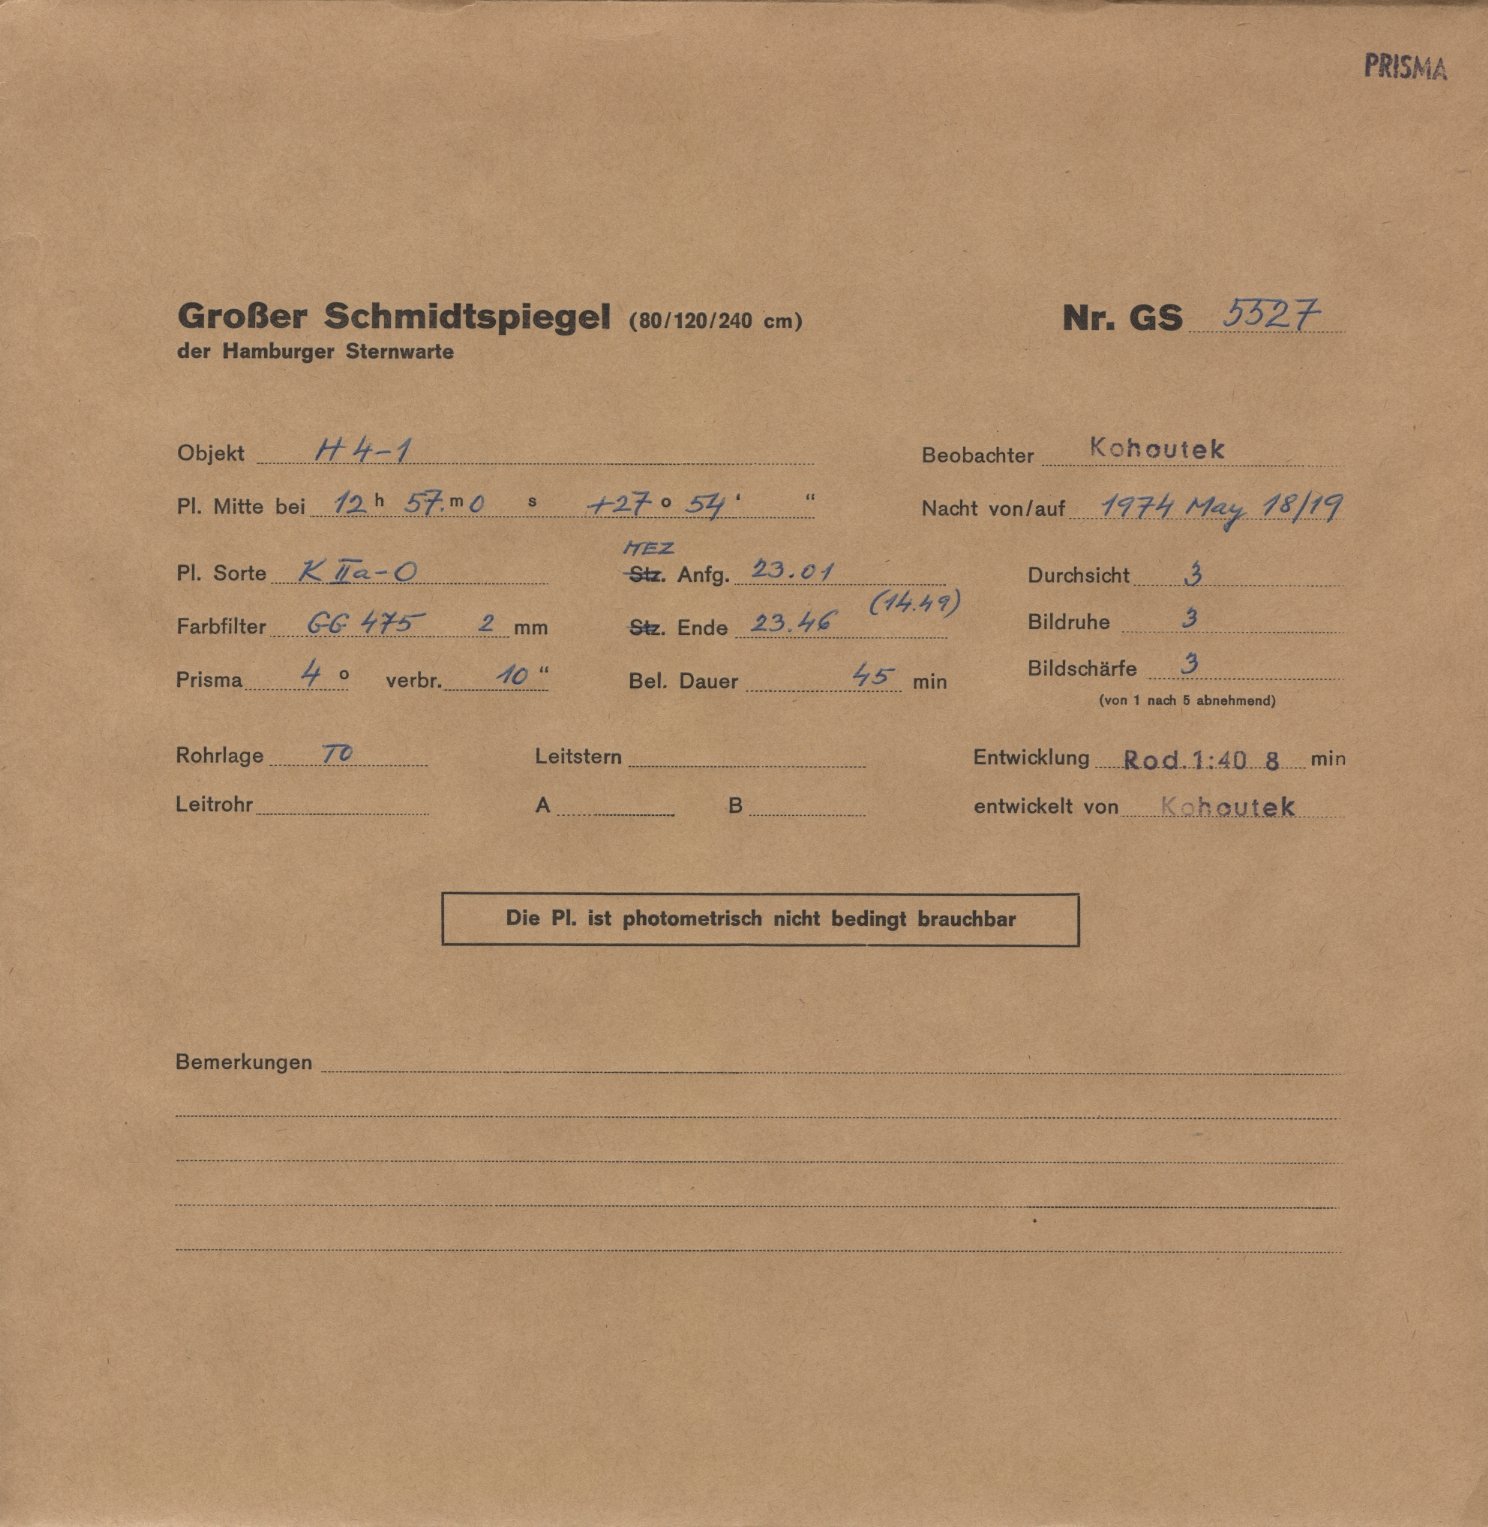 PRISMA
Großer Schmidtspiegel (80/120/240 cm) Nr. GS 5527
der Hamburger Sternwarte
Objekt H 4-1 Beobachter Kohoutek
Pl. Mitte bei 12 h 57. m 0 s +27 o 54 ‘ “ Nacht von/auf 1974 May 18/19
MEZ
Pl. Sorte K IIa-O Stz. Anfg. 23.01 Durchsicht 3
(14.49)
Farbfilter GG 475 2 mm Stz. Ende 23.46 Bildruhe 3
Prisma 4 o verbr. 10 “ Bel. Dauer 45 min Bildschärfe 3
(von 1 nach 5 abnehmend)
Rohrlage TO Leitstern Entwicklung Rod. 1:40 8 min
Leitrohr A B entwickelt von Kohoutek
Die Pl. ist photometrisch nicht bedingt brauchbar
Bemerkungen